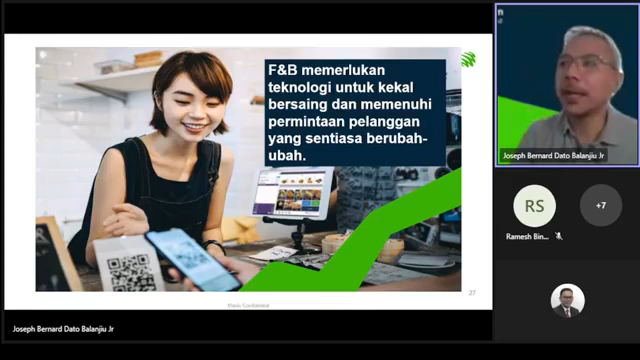 F&B memerlukan
teknologi untuk kekal
bersaing dan memenuhi
permintaan pelanggan
yang sentiasa berubah-
ubah.
27
Joseph Bernard Dato Balanjiu Jr
Joseph Bernard Dato Balanjiu Jr
RS
+7
Ramesh Bin...